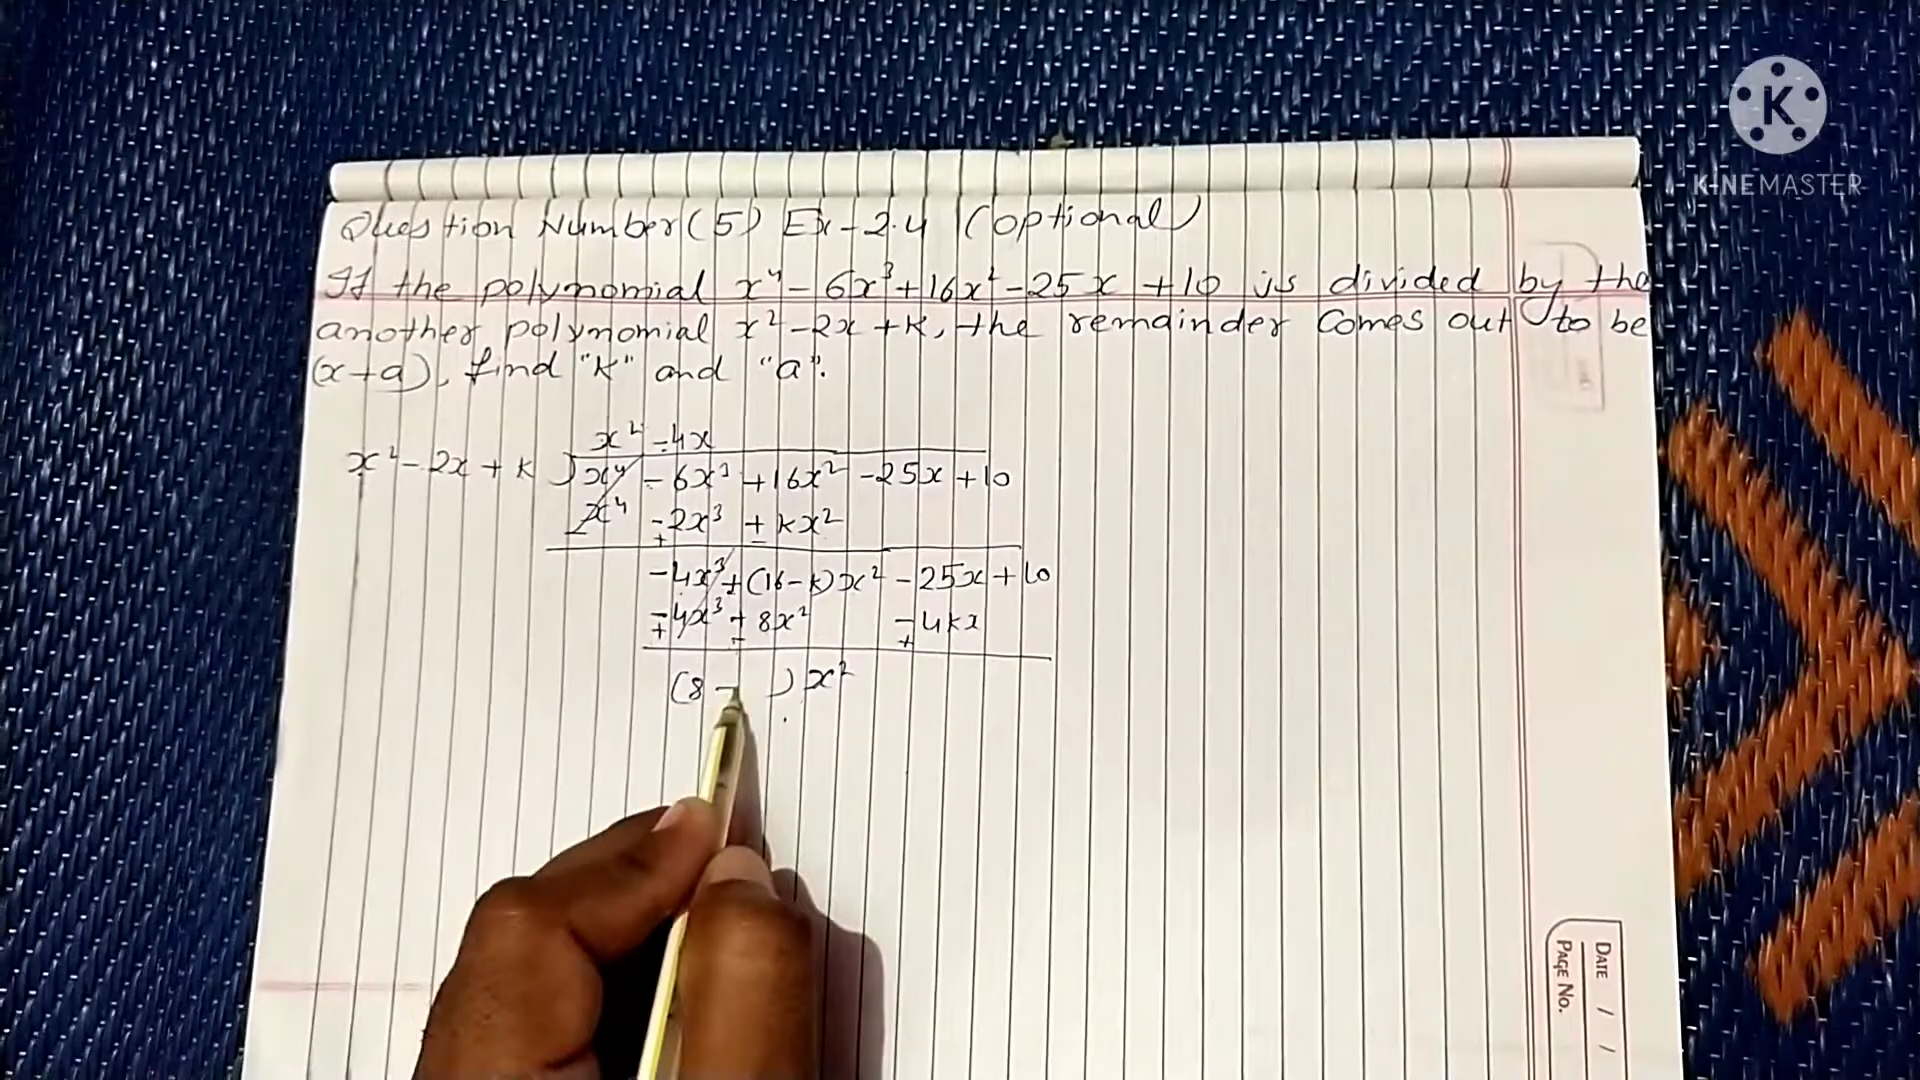 K
KINEMASTER
Question Number (5) Ex-2.4 (optional)
If the polynomial x⁴ - 6x³ + 16x² - 25x + 10 is divided by the
another polynomial x² - 2x + k, the remainder comes out to be
(x+a), find "k" and "a".
x² - 4x
x² - 2x + k ) x⁴ - 6x³ + 16x² - 25x + 10
x⁴ - 2x³ + kx²
- + -
-4x³ + (16-k)x² - 25x + 10
-4x³ + 8x² - 4kx
+ - +
(8 - ) x²
DATE / /
PAGE NO.